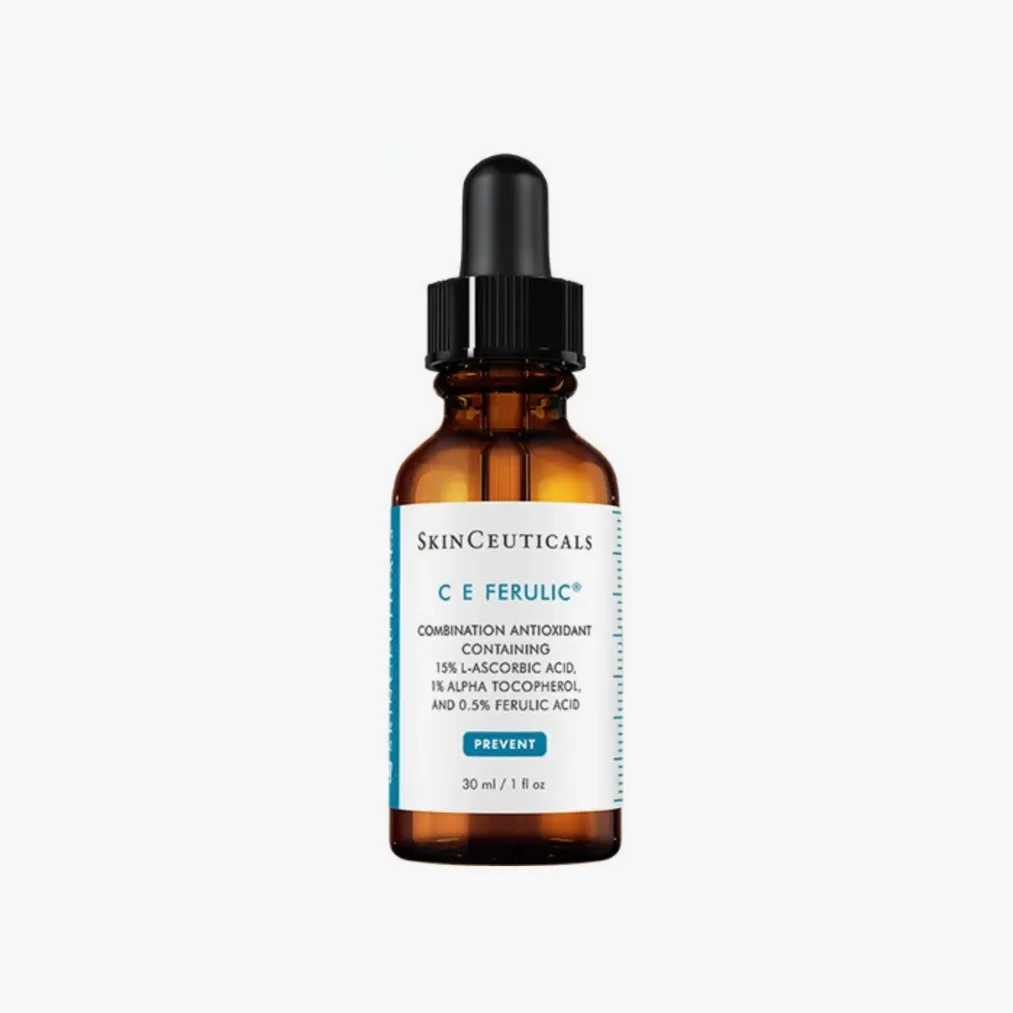 SKINCEUTICALS
C E FERULIC®
COMBINATION ANTIOXIDANT
CONTAINING
15% L-ASCORBIC ACID,
1% ALPHA TOCOPHEROL,
AND 0.5% FERULIC ACID
PREVENT
30 ml / 1 fl oz